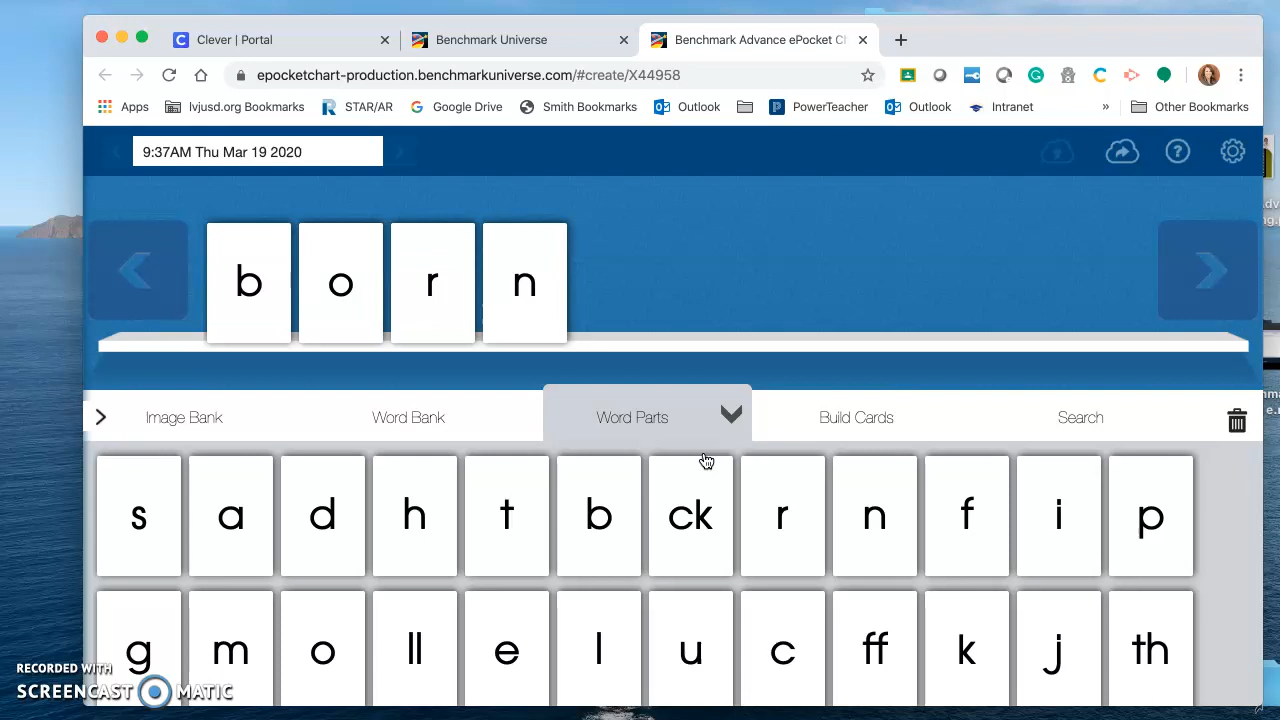 Clever | Portal
Benchmark Universe
Benchmark Advance ePocket Ch
epocketchart-production.benchmarkuniverse.com/#create/X44958
Apps
lvjusd.org Bookmarks
STAR/AR
Google Drive
Smith Bookmarks
Outlook
PowerTeacher
Outlook
Intranet
»
Other Bookmarks
9:37AM Thu Mar 19 2020
b o r n
Image Bank
Word Bank
Word Parts
Build Cards
Search
s a d h t b ck r n f i p
g m o ll e l u c ff k j th
RECORDED WITH
SCREENCAST MATIC